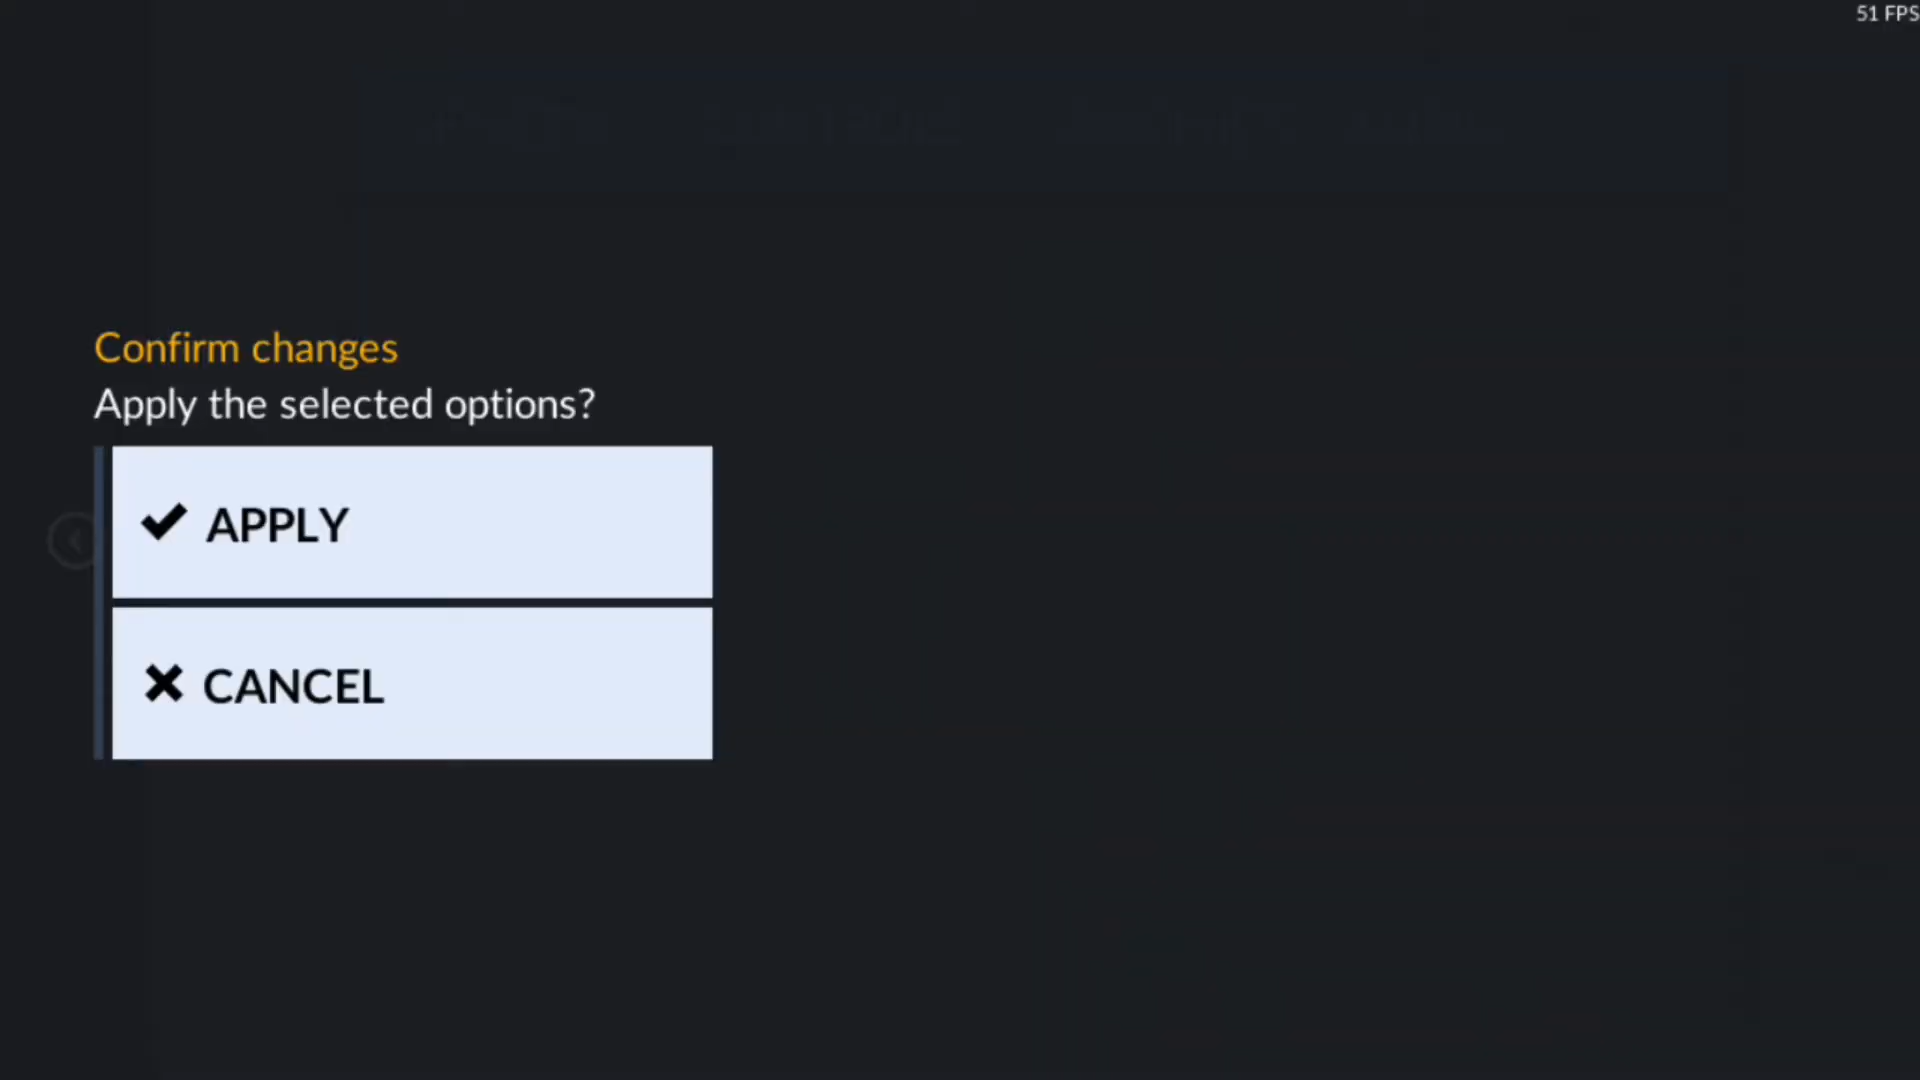 51 FPS
Confirm changes
Apply the selected options?
APPLY
CANCEL